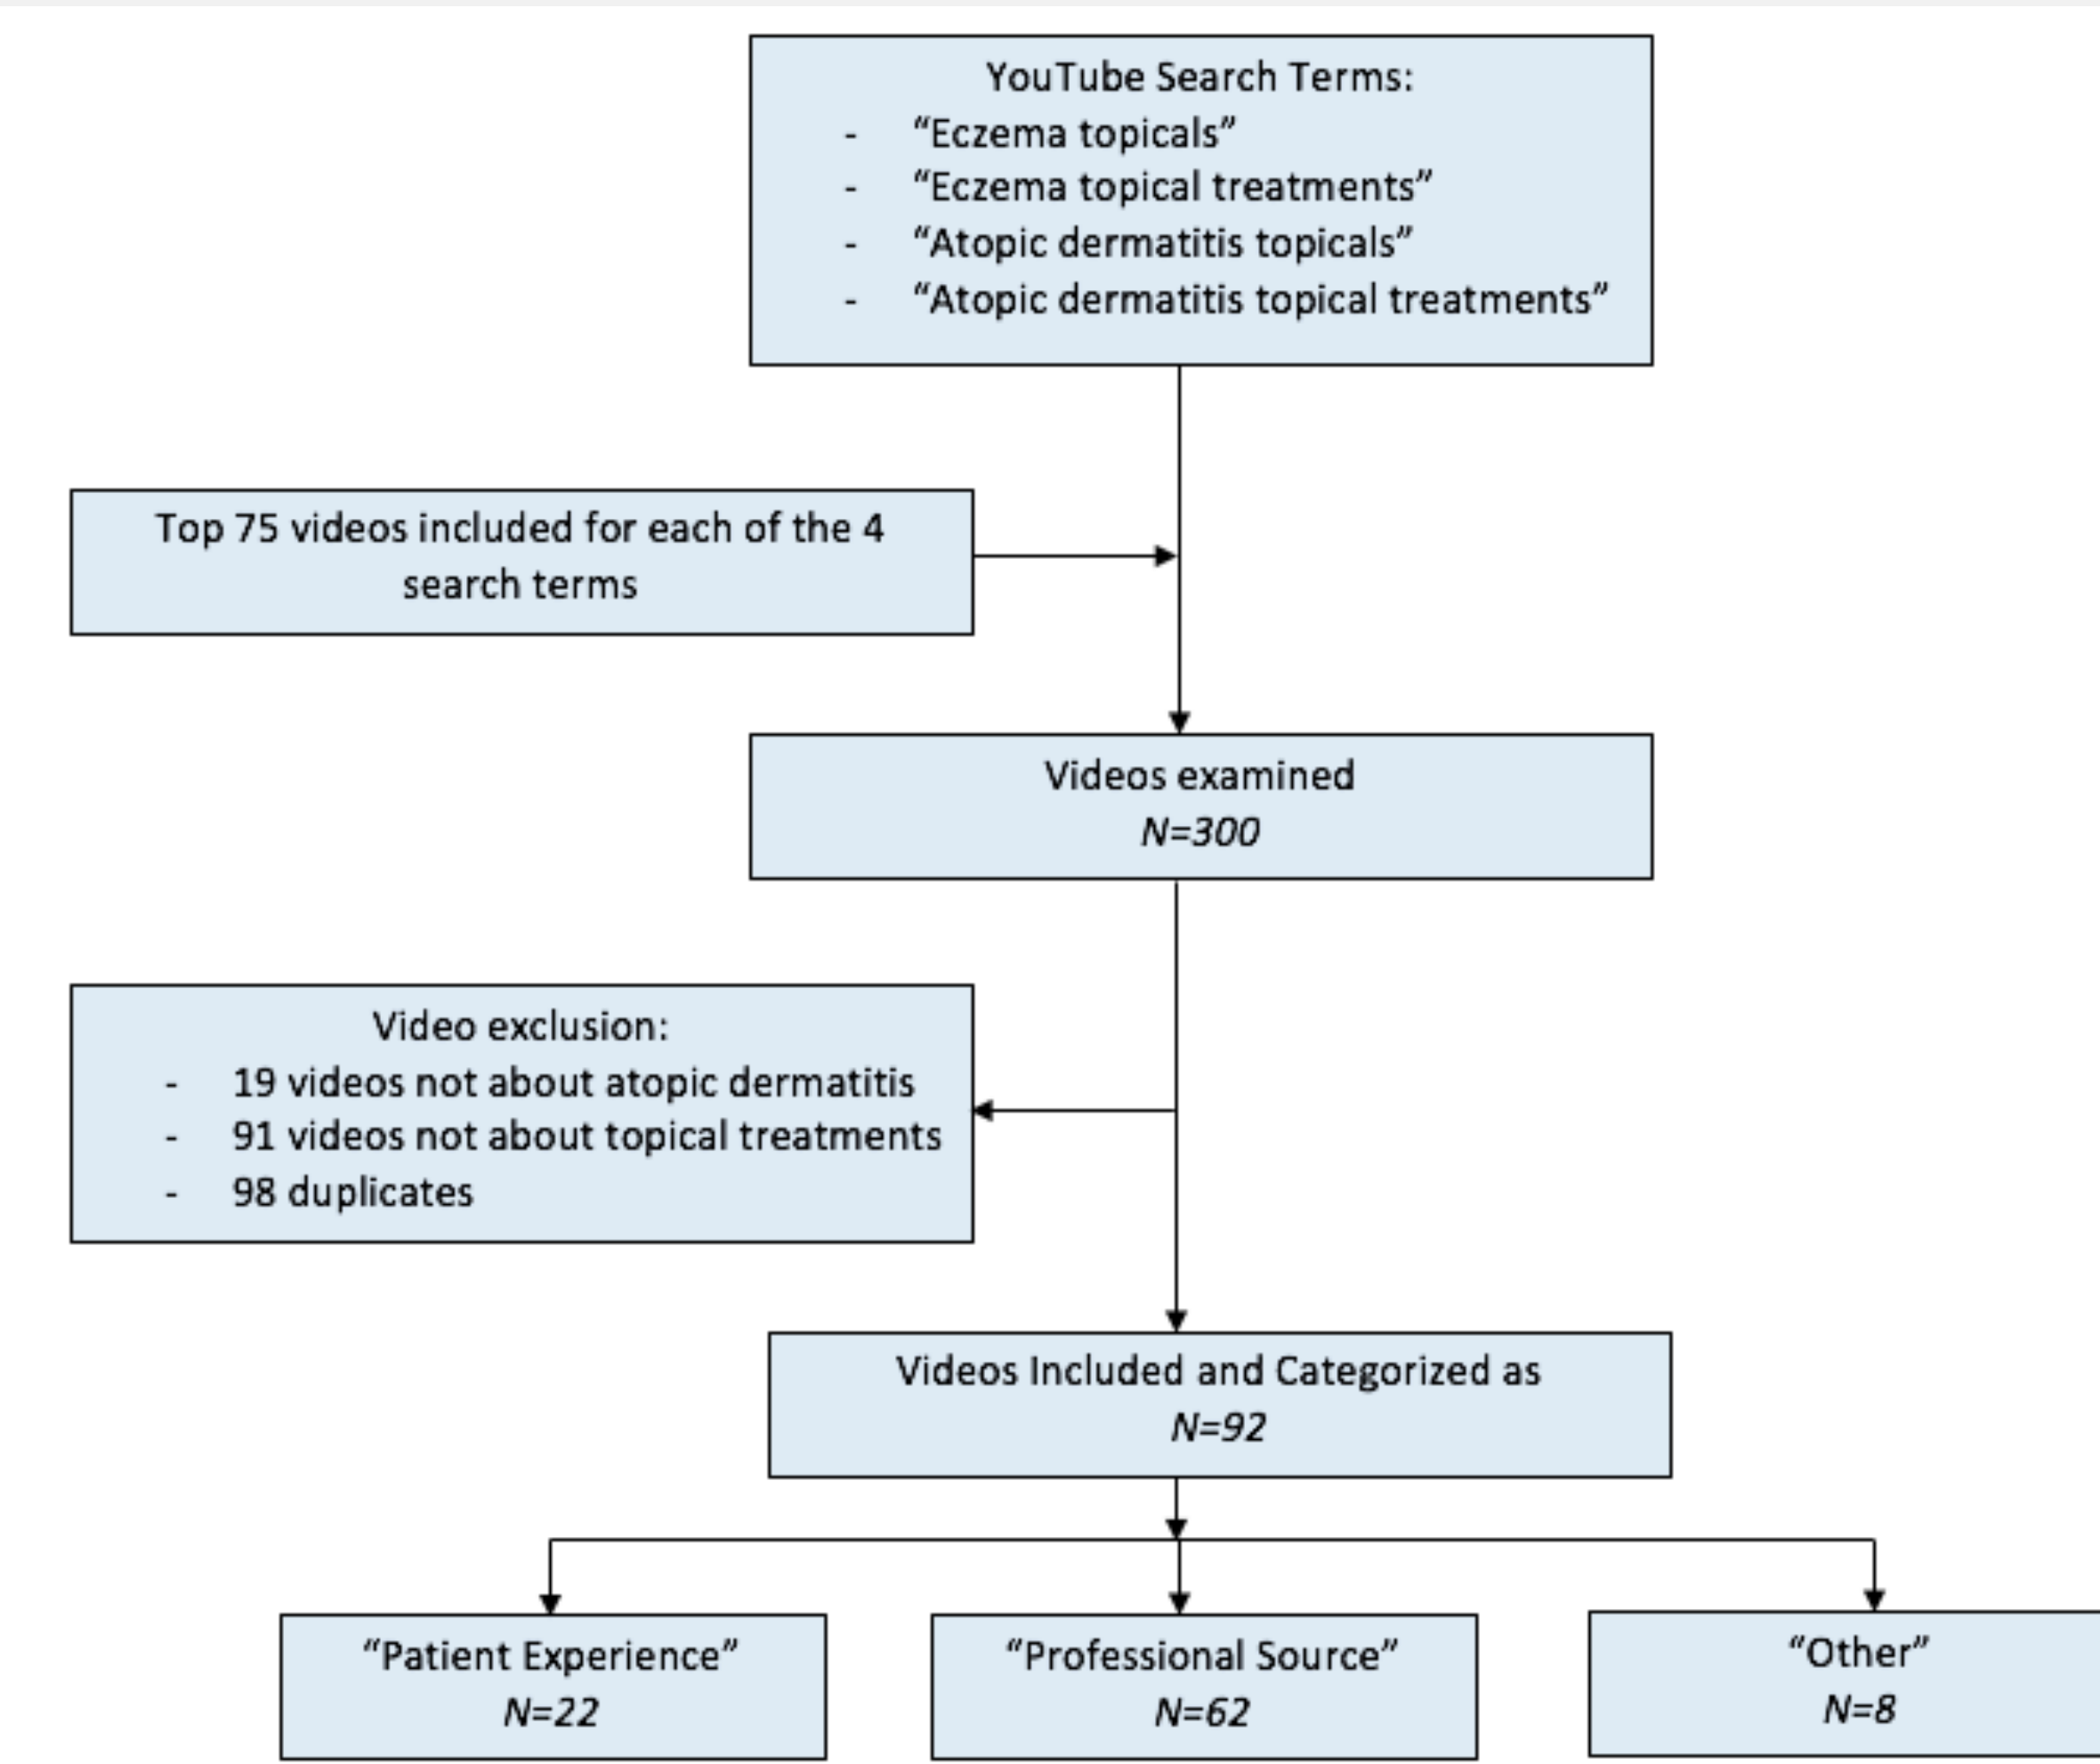 YouTube Search Terms:
- “Eczema topicals”
- “Eczema topical treatments”
- “Atopic dermatitis topicals”
- “Atopic dermatitis topical treatments”
Top 75 videos included for each of the 4
search terms
Videos examined
N=300
Video exclusion:
- 19 videos not about atopic dermatitis
- 91 videos not about topical treatments
- 98 duplicates
Videos Included and Categorized as
N=92
“Patient Experience”
N=22
“Professional Source”
N=62
“Other”
N=8